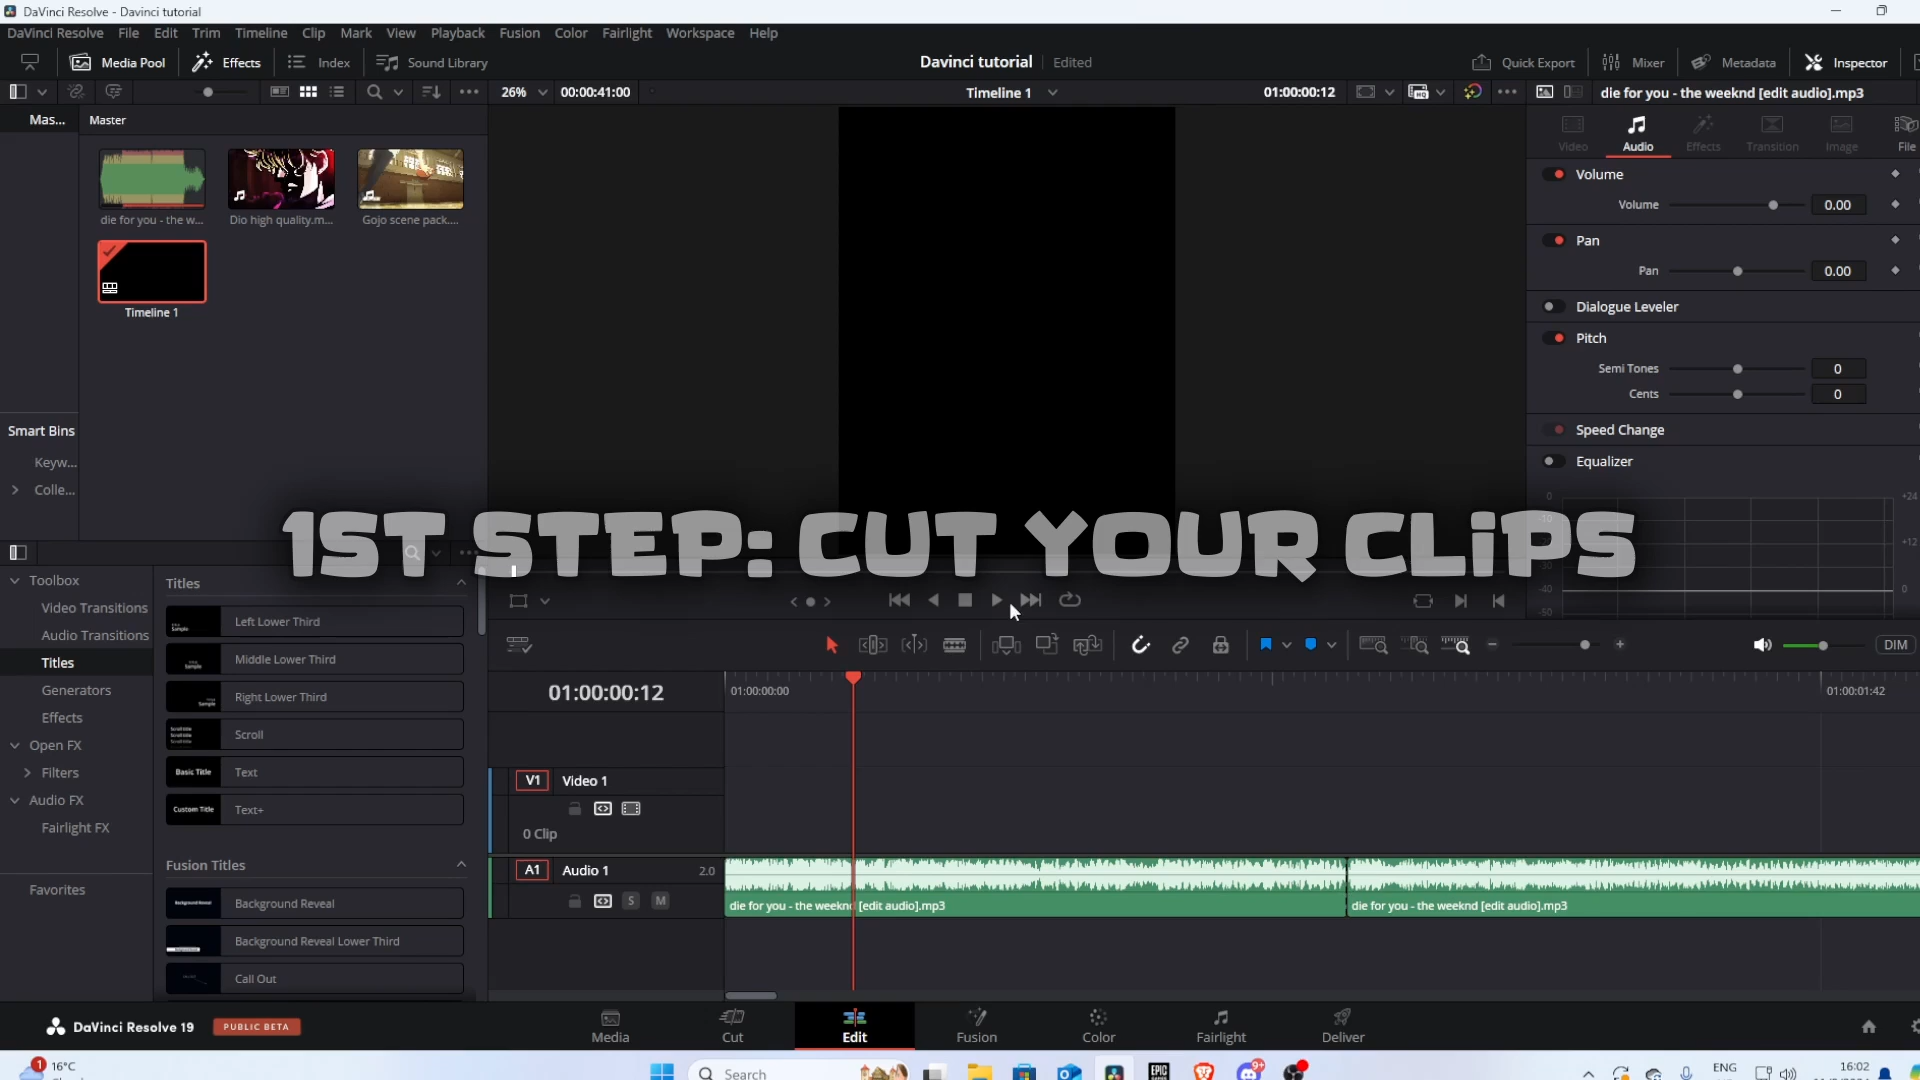 DaVinci Resolve - Davinci tutorial
DaVinci Resolve File Edit Trim Timeline Clip Mark View Playback Fusion Color Fairlight Workspace Help
Media Pool Effects Index Sound Library Davinci tutorial Edited Quick Export Mixer Metadata Inspector
26% 00:00:41:00 Timeline 1 01:00:00:12 die for you - the weeknd [edit audio].mp3
Mas... Master
Video Audio Effects Transition Image File
Volume
Volume 0.00
die for you - the w... Dio high quality.m... Gojo scene pack....
Pan
Pan 0.00
Timeline 1
Dialogue Leveler
Pitch
Semi Tones 0
Cents 0
Smart Bins
Speed Change
Keyw...
Equalizer
Colle...
0 +24
-10
1ST STEP: CUT YOUR CLIPS
+12
-30
-40 0
-50
Toolbox
Video Transitions
Audio Transitions
Titles
Generators
Effects
Open FX
Filters
Audio FX
Fairlight FX
Favorites
Titles
Left Lower Third
Middle Lower Third
Right Lower Third
Scroll
Basic Title Text
Custom Title Text+
Fusion Titles
Background Reveal
Background Reveal Lower Third
Call Out
DIM
01:00:00:12 01:00:00:00 01:00:01:42
V1 Video 1
0 Clip
A1 Audio 1 2.0
S M
die for you - the weeknd [edit audio].mp3 die for you - the weeknd [edit audio].mp3
DaVinci Resolve 19 PUBLIC BETA
Media Cut Edit Fusion Color Fairlight Deliver
1 16°C
Search
EPIC
9+
ENG
16:02